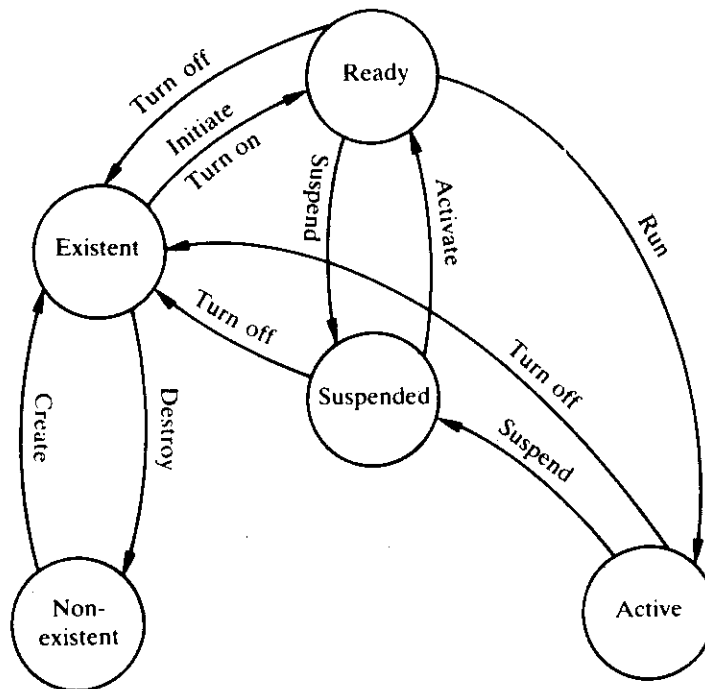 Ready
Turn off
Initiate
Turn on
Suspend
Activate
Run
Existent
Turn off
Turn off
Suspended
Suspend
Create
Destroy
Non-
existent
Active